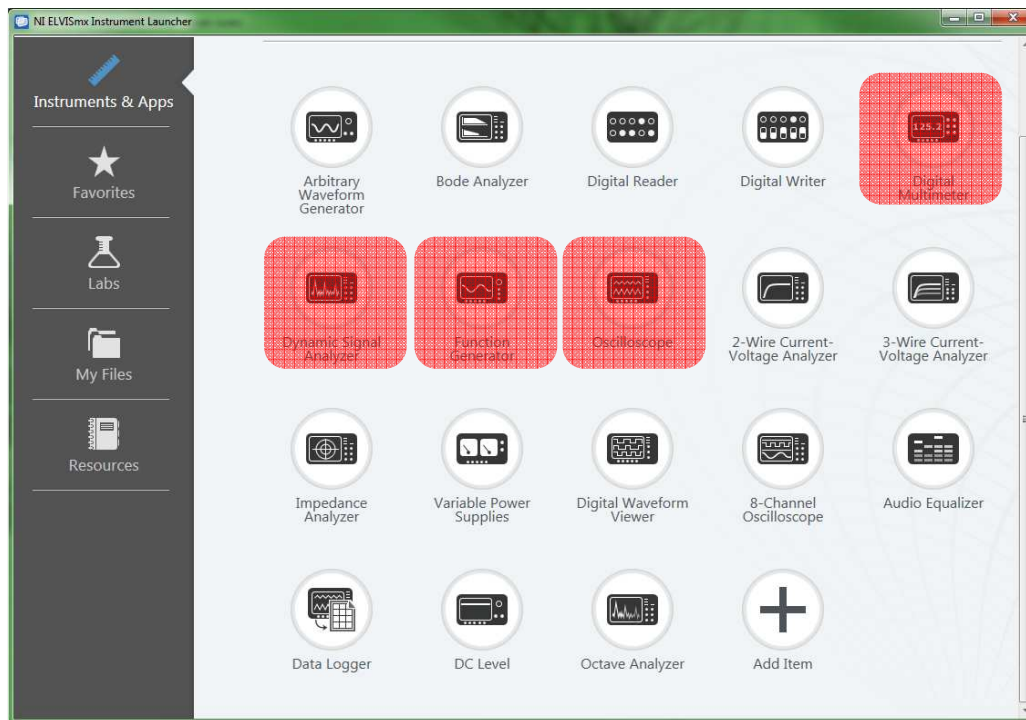 NI ELVISmx Instrument Launcher
Instruments & Apps
Favorites
Labs
My Files
Resources
Arbitrary
Waveform
Generator
Bode Analyzer
Digital Reader
Digital Writer
125.2
Digital
Multimeter
Dynamic Signal
Analyzer
Function
Generator
Oscilloscope
2-Wire Current-
Voltage Analyzer
3-Wire Current-
Voltage Analyzer
Impedance
Analyzer
Variable Power
Supplies
Digital Waveform
Viewer
8-Channel
Oscilloscope
Audio Equalizer
Data Logger
DC Level
Octave Analyzer
Add Item